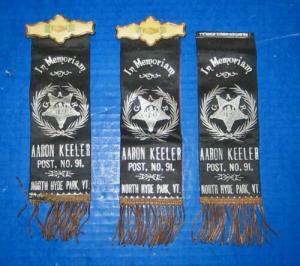 In Memoriam
G A R
AARON KEELER
POST, NO. 91.
NORTH HYDE PARK, VT.
In Memoriam
AARON KEELER
POST, NO. 91.
NORTH HYDE PARK, VT.
In Memoriam
AARON KEELER
POST, NO. 91.
NORTH HYDE PARK, VT.